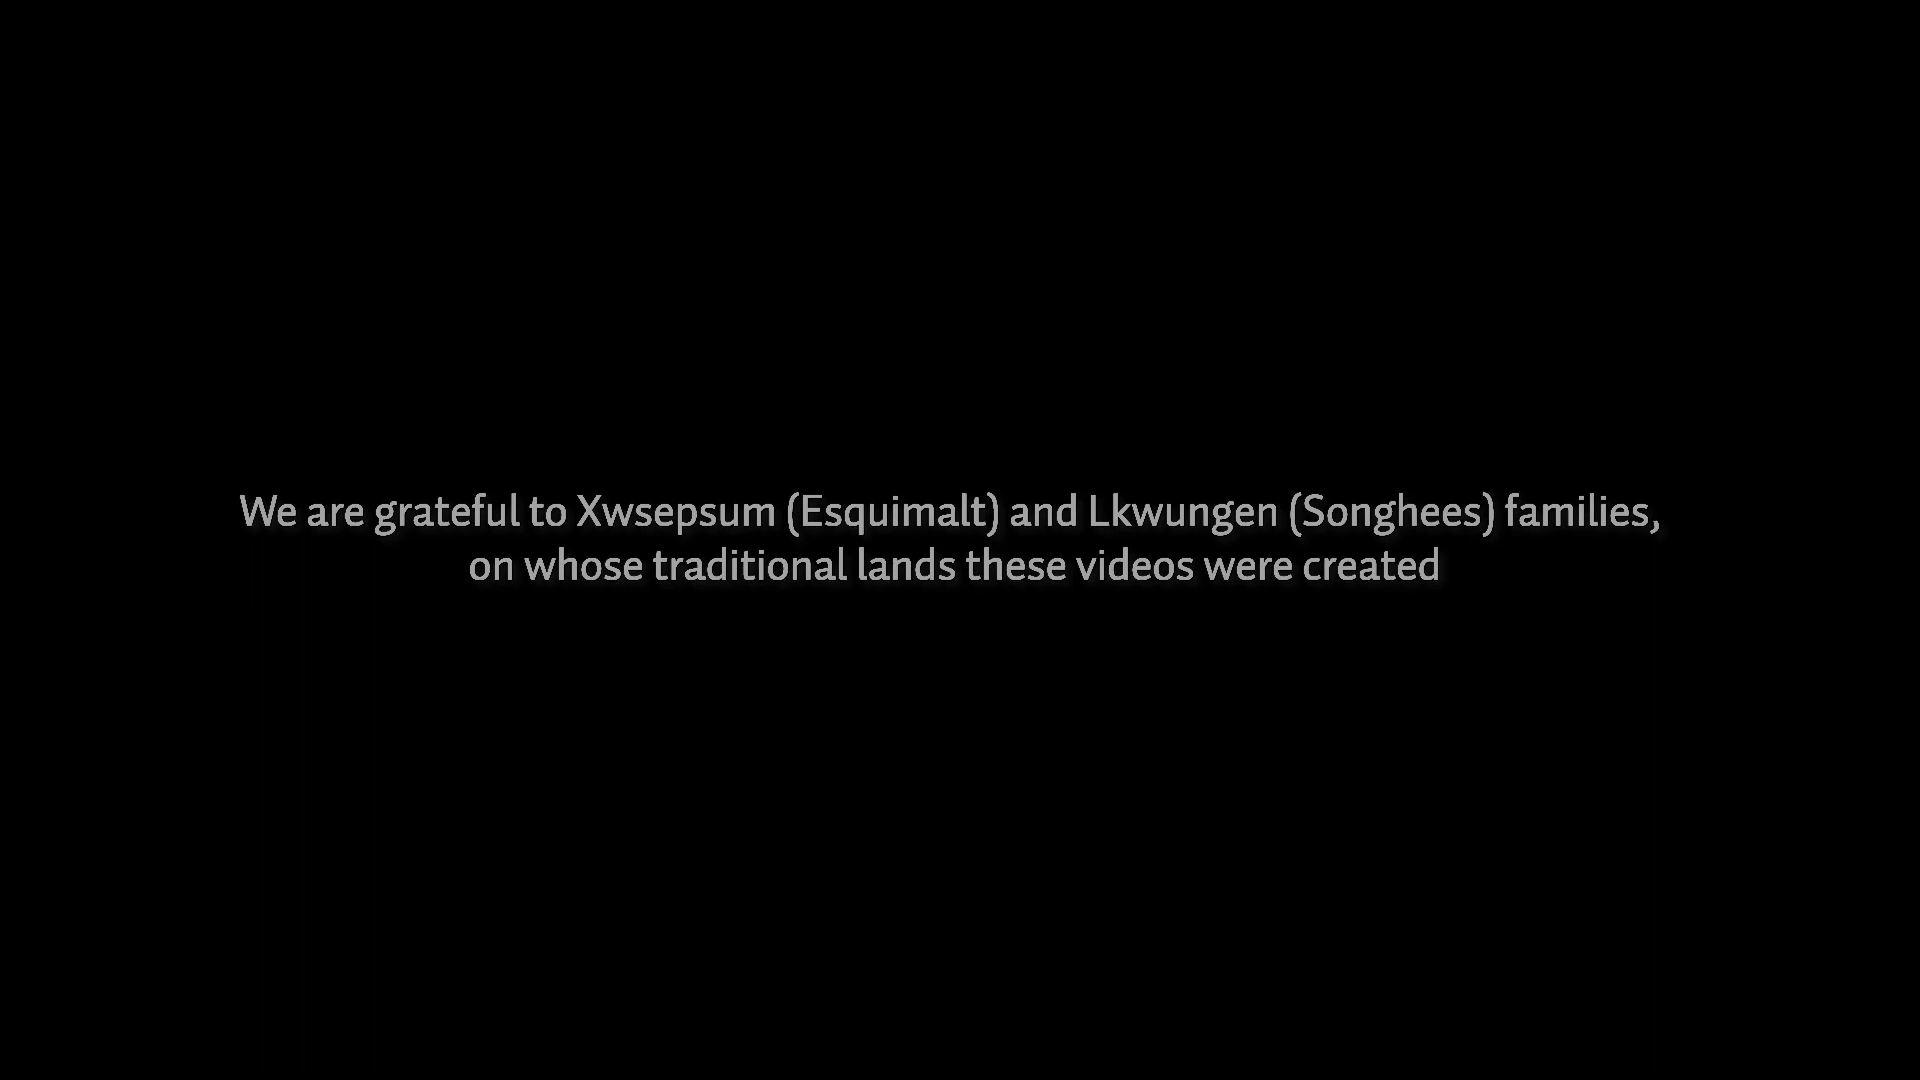 We are grateful to Xwsepsum (Esquimalt) and Lkwungen (Songhees) families,
on whose traditional lands these videos were created